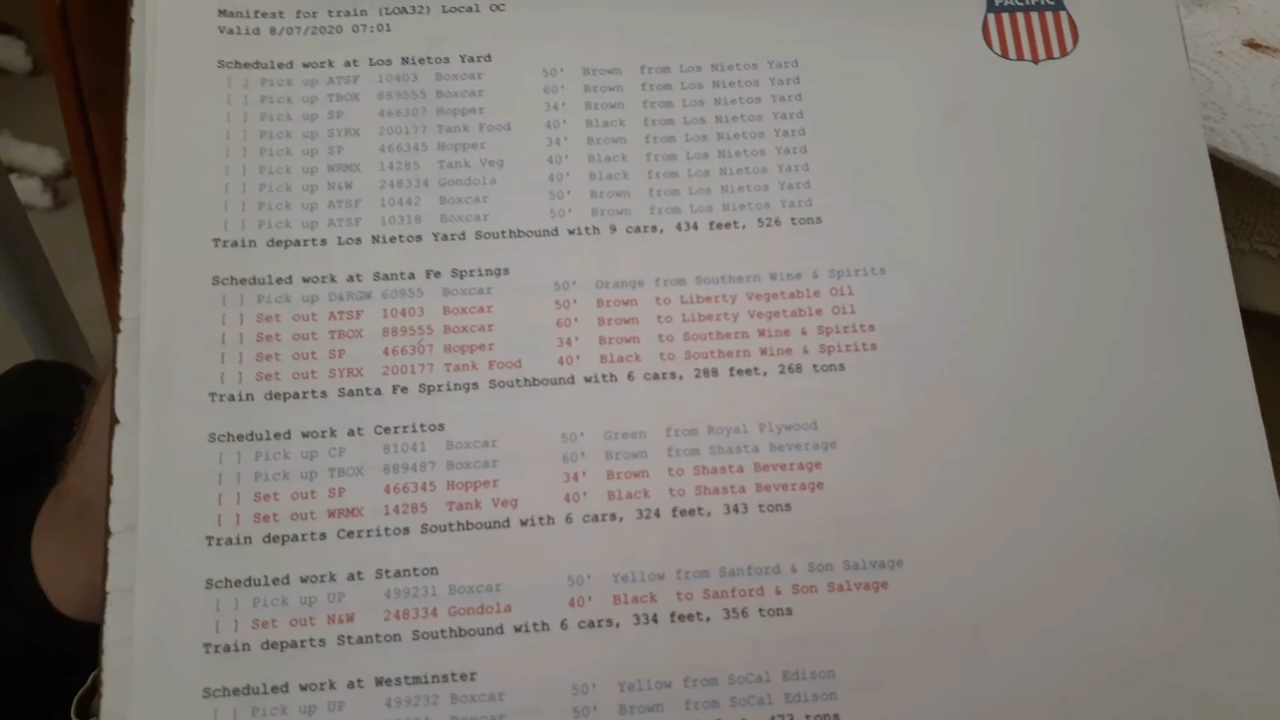 PACIFIC
Manifest for train (LOA32) Local OC
Valid 8/07/2020 07:01
Scheduled work at Los Nietos Yard
[ ] Pick up ATSF 10403 Boxcar 50' Brown from Los Nietos Yard
[ ] Pick up TBOX 889555 Boxcar 60' Brown from Los Nietos Yard
[ ] Pick up SP 466307 Hopper 34' Brown from Los Nietos Yard
[ ] Pick up SYRX 200177 Tank Food 40' Black from Los Nietos Yard
[ ] Pick up SP 466345 Hopper 34' Brown from Los Nietos Yard
[ ] Pick up WRMX 14285 Tank Veg 40' Black from Los Nietos Yard
[ ] Pick up N&W 248334 Gondola 40' Black from Los Nietos Yard
[ ] Pick up ATSF 10442 Boxcar 50' Brown from Los Nietos Yard
[ ] Pick up ATSF 10318 Boxcar 50' Brown from Los Nietos Yard
Train departs Los Nietos Yard Southbound with 9 cars, 434 feet, 526 tons
Scheduled work at Santa Fe Springs
[ ] Pick up D&RGW 60955 Boxcar 50' Orange from Southern Wine & Spirits
[ ] Set out ATSF 10403 Boxcar 50' Brown to Liberty Vegetable Oil
[ ] Set out TBOX 889555 Boxcar 60' Brown to Liberty Vegetable Oil
[ ] Set out SP 466307 Hopper 34' Brown to Southern Wine & Spirits
[ ] Set out SYRX 200177 Tank Food 40' Black to Southern Wine & Spirits
Train departs Santa Fe Springs Southbound with 6 cars, 288 feet, 268 tons
Scheduled work at Cerritos
[ ] Pick up CP 81041 Boxcar 50' Green from Royal Plywood
[ ] Pick up TBOX 889487 Boxcar 60' Brown from Shasta Beverage
[ ] Set out SP 466345 Hopper 34' Brown to Shasta Beverage
[ ] Set out WRMX 14285 Tank Veg 40' Black to Shasta Beverage
Train departs Cerritos Southbound with 6 cars, 324 feet, 343 tons
Scheduled work at Stanton
[ ] Pick up UP 499231 Boxcar 50' Yellow from Sanford & Son Salvage
[ ] Set out N&W 248334 Gondola 40' Black to Sanford & Son Salvage
Train departs Stanton Southbound with 6 cars, 334 feet, 356 tons
Scheduled work at Westminster
[ ] Pick up UP 499232 Boxcar 50' Yellow from SoCal Edison
50' Brown from SoCal Edison
tons